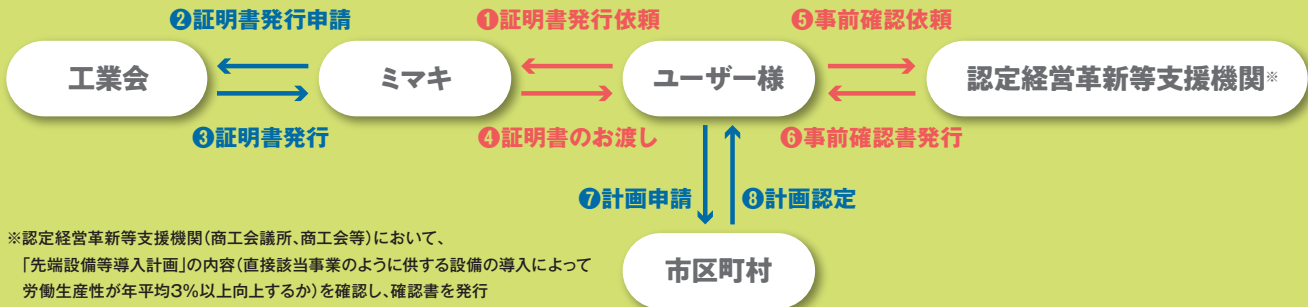 ❷証明書発行申請
❶証明書発行依頼
❺事前確認依頼
工業会
ミマキ
ユーザー様
認定経営革新等支援機関※
❸証明書発行
❹証明書のお渡し
❻事前確認書発行
❼計画申請
❽計画認定
市区町村
※認定経営革新等支援機関(商工会議所、商工会等)において、
「先端設備等導入計画」の内容(直接該当事業のように供する設備の導入によって
労働生産性が年平均3%以上向上するか)を確認し、確認書を発行